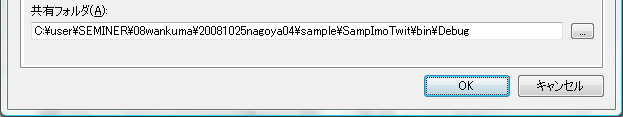 共有フォルダ(A):
C:¥user¥SEMINER¥08wankuma¥20081025nagoya04¥sample¥SampImoTwit¥bin¥Debug
...
OK
キャンセル